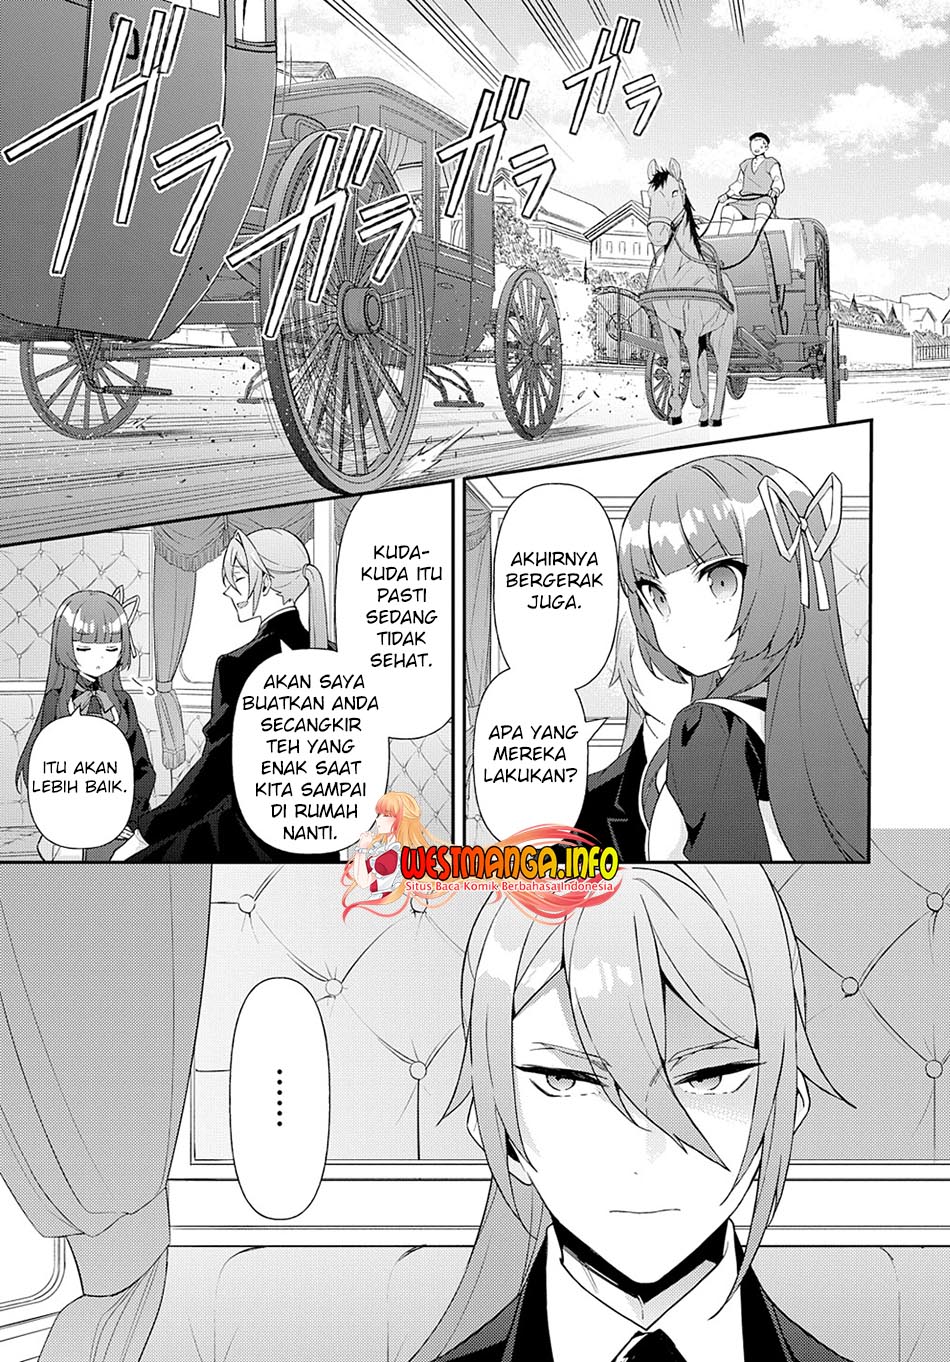 ガラ
ガラ
ガラ
ガラ
AKHIRNYA
BERGERAK
JUGA.
APA YANG
MEREKA
LAKUKAN?
KUDA-
KUDA ITU
PASTI
SEDANG
TIDAK
SEHAT.
AKAN SAYA
BUATKAN ANDA
SECANGKIR
TEH YANG
ENAK SAAT
KITA SAMPAI
DI RUMAH
NANTI.
ITU AKAN
LEBIH BAIK.
WESTMANGA.INFO
Situs Baca Komik Berbahasa Indonesia
......